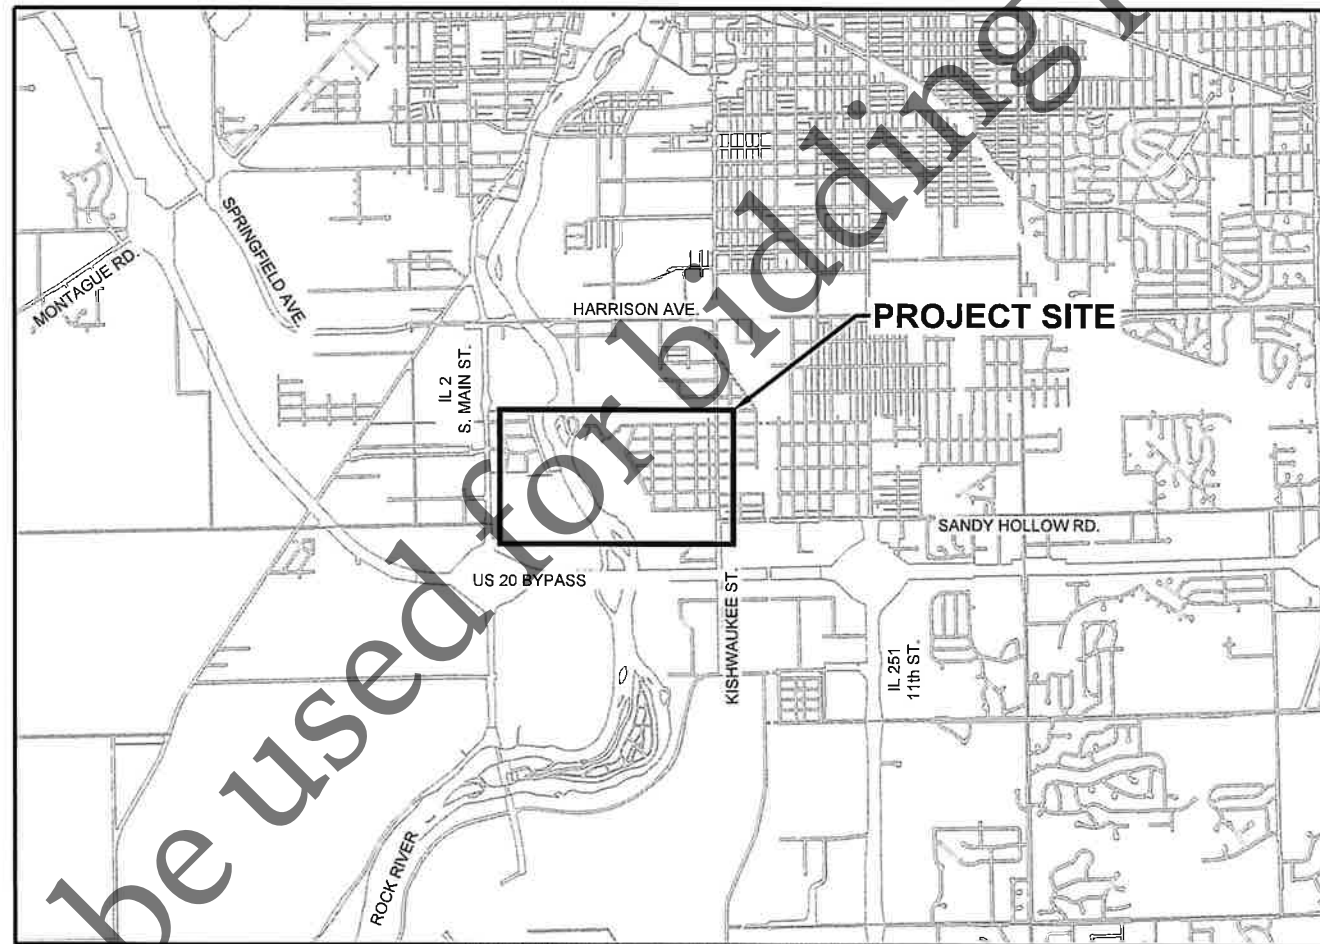 SPRINGFIELD AVE.
MONTAGUE RD.
HARRISON AVE.
PROJECT SITE
IL 2
S. MAIN ST.
SANDY HOLLOW RD.
US 20 BYPASS
KISHWAUKEE ST.
IL 251
11th ST.
ROCK RIVER
be used for bidding